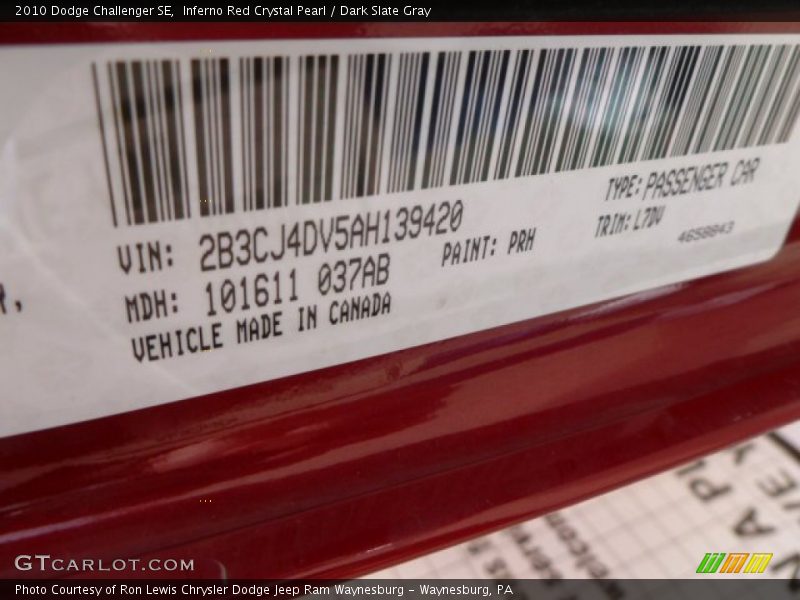 2010 Dodge Challenger SE,  Inferno Red Crystal Pearl / Dark Slate Gray
TYPE: PASSENGER CAR
VIN: 2B3CJ4DV5AH139420
PAINT: PRH
TRIM: L7DV
4658843
MDH: 101611 037AB
VEHICLE MADE IN CANADA
R,
GTCARLOT.COM
Photo Courtesy of Ron Lewis Chrysler Dodge Jeep Ram Waynesburg - Waynesburg, PA